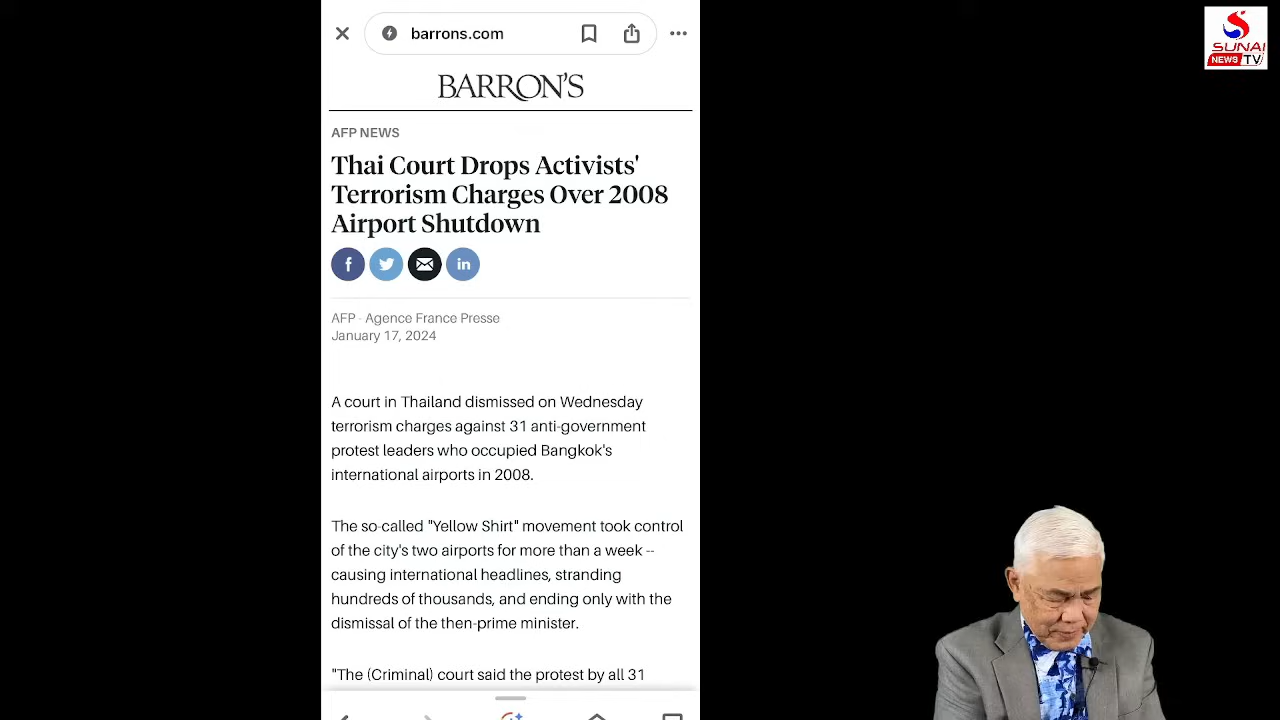 barrons.com
SUNAI
NEWS TV
BARRON'S
AFP NEWS
Thai Court Drops Activists'
Terrorism Charges Over 2008
Airport Shutdown
f
in
AFP - Agence France Presse
January 17, 2024
A court in Thailand dismissed on Wednesday
terrorism charges against 31 anti-government
protest leaders who occupied Bangkok's
international airports in 2008.
The so-called "Yellow Shirt" movement took control
of the city's two airports for more than a week --
causing international headlines, stranding
hundreds of thousands, and ending only with the
dismissal of the then-prime minister.
"The (Criminal) court said the protest by all 31